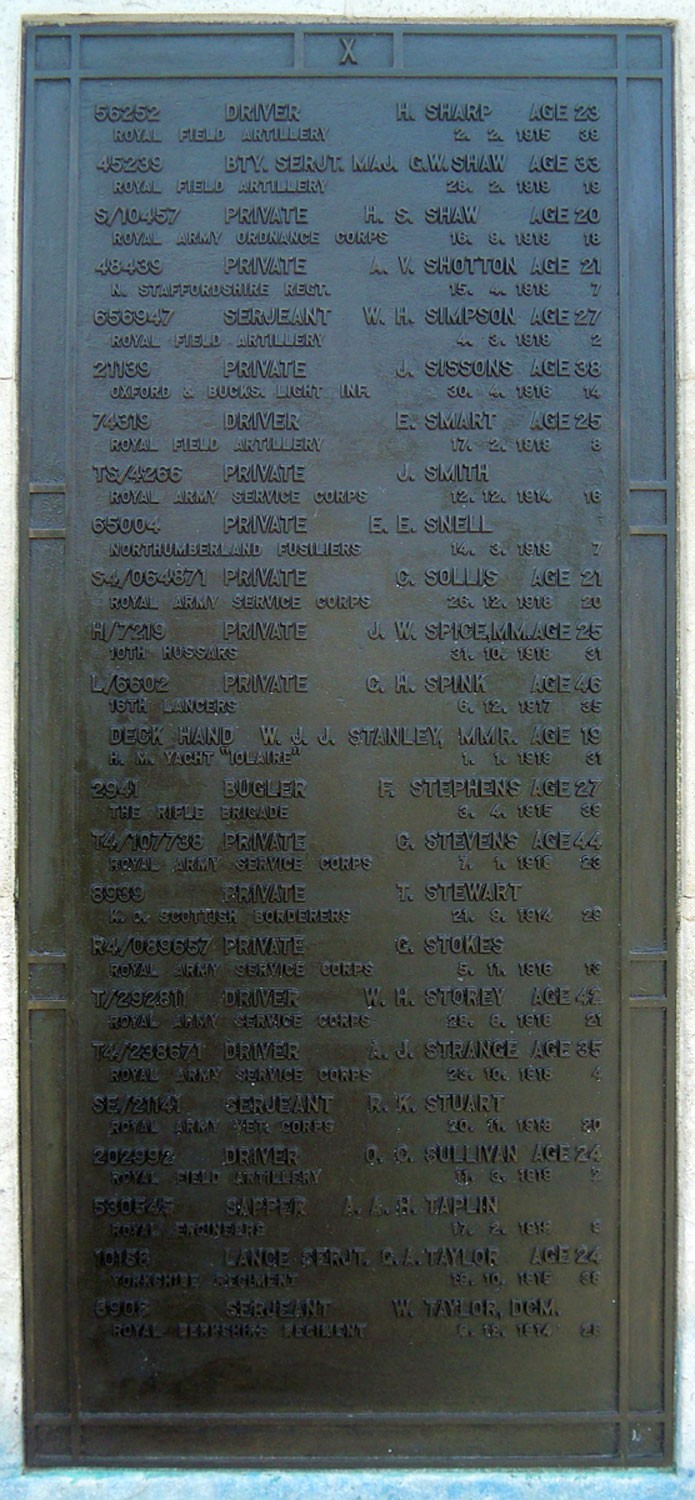 X
56252 DRIVER H. SHARP AGE 23
ROYAL FIELD ARTILLERY 2. 2. 1915 39
45239 BTY. SERJT. MAJ. G.W. SHAW AGE 33
ROYAL FIELD ARTILLERY 28. 2. 1919 19
S/10457 PRIVATE H. S. SHAW AGE 20
ROYAL ARMY ORDNANCE CORPS 16. 9. 1918 18
48439 PRIVATE A. V. SHOTTON AGE 21
N. STAFFORDSHIRE REGT. 15. 4. 1919 7
656947 SERJEANT W. H. SIMPSON AGE 27
ROYAL FIELD ARTILLERY 4. 3. 1919 2
21139 PRIVATE J. SISSONS AGE 38
OXFORD & BUCKS. LIGHT INF. 30. 4. 1916 14
74319 DRIVER E. SMART AGE 25
ROYAL FIELD ARTILLERY 17. 2. 1919 8
TS/4266 PRIVATE J. SMITH
ROYAL ARMY SERVICE CORPS 12. 12. 1914 16
65004 PRIVATE E. E. SNELL
NORTHUMBERLAND FUSILIERS 14. 3. 1919 7
S4/064871 PRIVATE C. SOLLIS AGE 21
ROYAL ARMY SERVICE CORPS 26. 12. 1918 20
H/7219 PRIVATE J. W. SPICE, MM. AGE 25
10TH HUSSARS 31. 10. 1918 31
L/6602 PRIVATE C. H. SPINK AGE 46
16TH LANCERS 6. 12. 1917 35
DECK HAND W. J. J. STANLEY, MMR. AGE 19
H. M. YACHT "IOLAIRE" 1. 1. 1919 31
2941 BUGLER F. STEPHENS AGE 27
THE RIFLE BRIGADE 3. 4. 1915 39
T4/107738 PRIVATE C. STEVENS AGE 44
ROYAL ARMY SERVICE CORPS 7. 1. 1916 23
8939 PRIVATE T. STEWART
K. O. SCOTTISH BORDERERS 21. 9. 1914 29
R4/089657 PRIVATE G. STOKES
ROYAL ARMY SERVICE CORPS 5. 11. 1916 13
T/292811 DRIVER W. H. STOREY AGE 42
ROYAL ARMY SERVICE CORPS 1918 21
T4/238671 DRIVER A. J. STRANGE AGE 35
ROYAL ARMY SERVICE CORPS 23. 10. 1918 4
SE/21141 SERJEANT R. K. STUART
ROYAL ARMY VET. CORPS 20. 11. 1918 20
202992 DRIVER O. C. SULLIVAN AGE 24
ROYAL FIELD ARTILLERY 11. 3. 1919 2
SAPPER A. A. H. TAPLIN
ROYAL ENGINEERS 17. 2. 1919
LANCE SERJT. G. A. TAYLOR AGE 24
YORKSHIRE REGIMENT 10. 1915
SERJEANT W. TAYLOR, DCM.
ROYAL BERKSHIRE REGIMENT 12. 1914